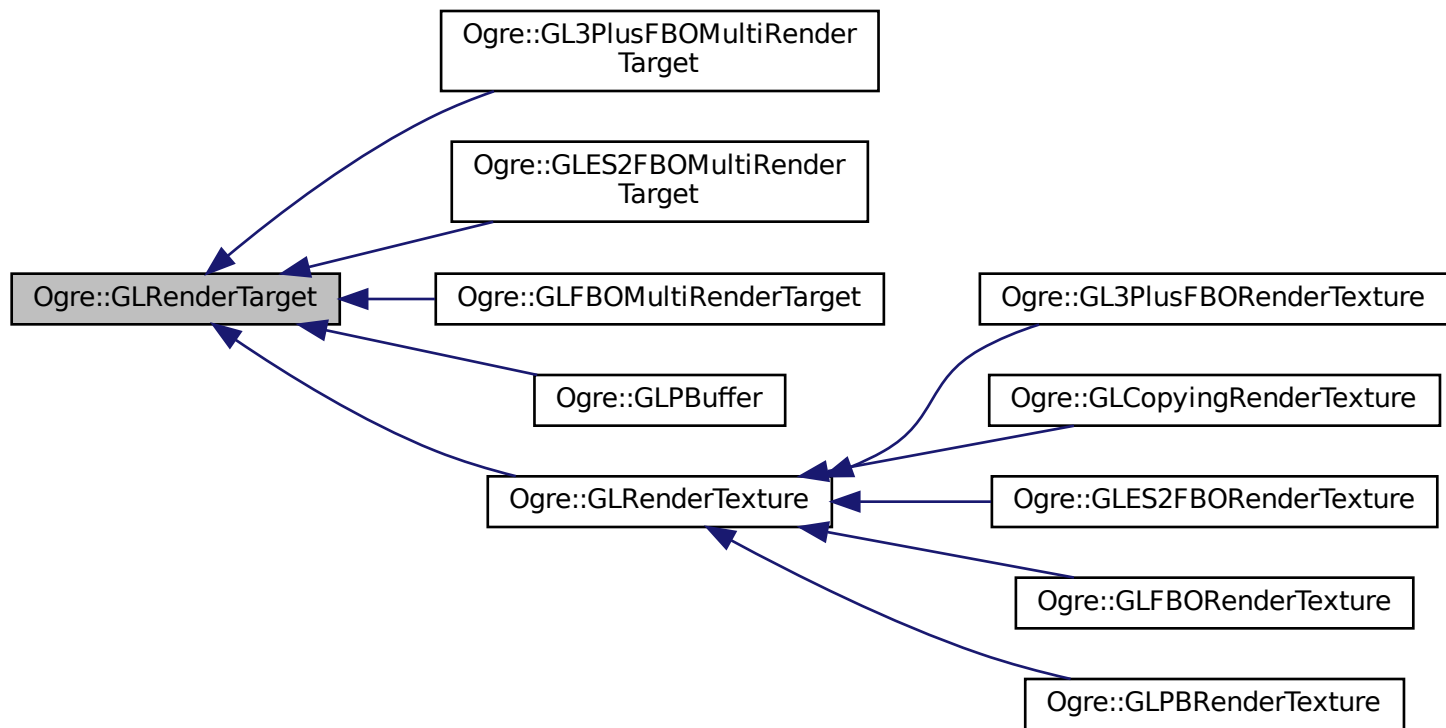 Ogre::GL3PlusFBOMultiRender
Target
Ogre::GLES2FBOMultiRender
Target
Ogre::GLRenderTarget
Ogre::GLFBOMultiRenderTarget
Ogre::GLPBuffer
Ogre::GLRenderTexture
Ogre::GL3PlusFBORenderTexture
Ogre::GLCopyingRenderTexture
Ogre::GLES2FBORenderTexture
Ogre::GLFBORenderTexture
Ogre::GLPBRenderTexture